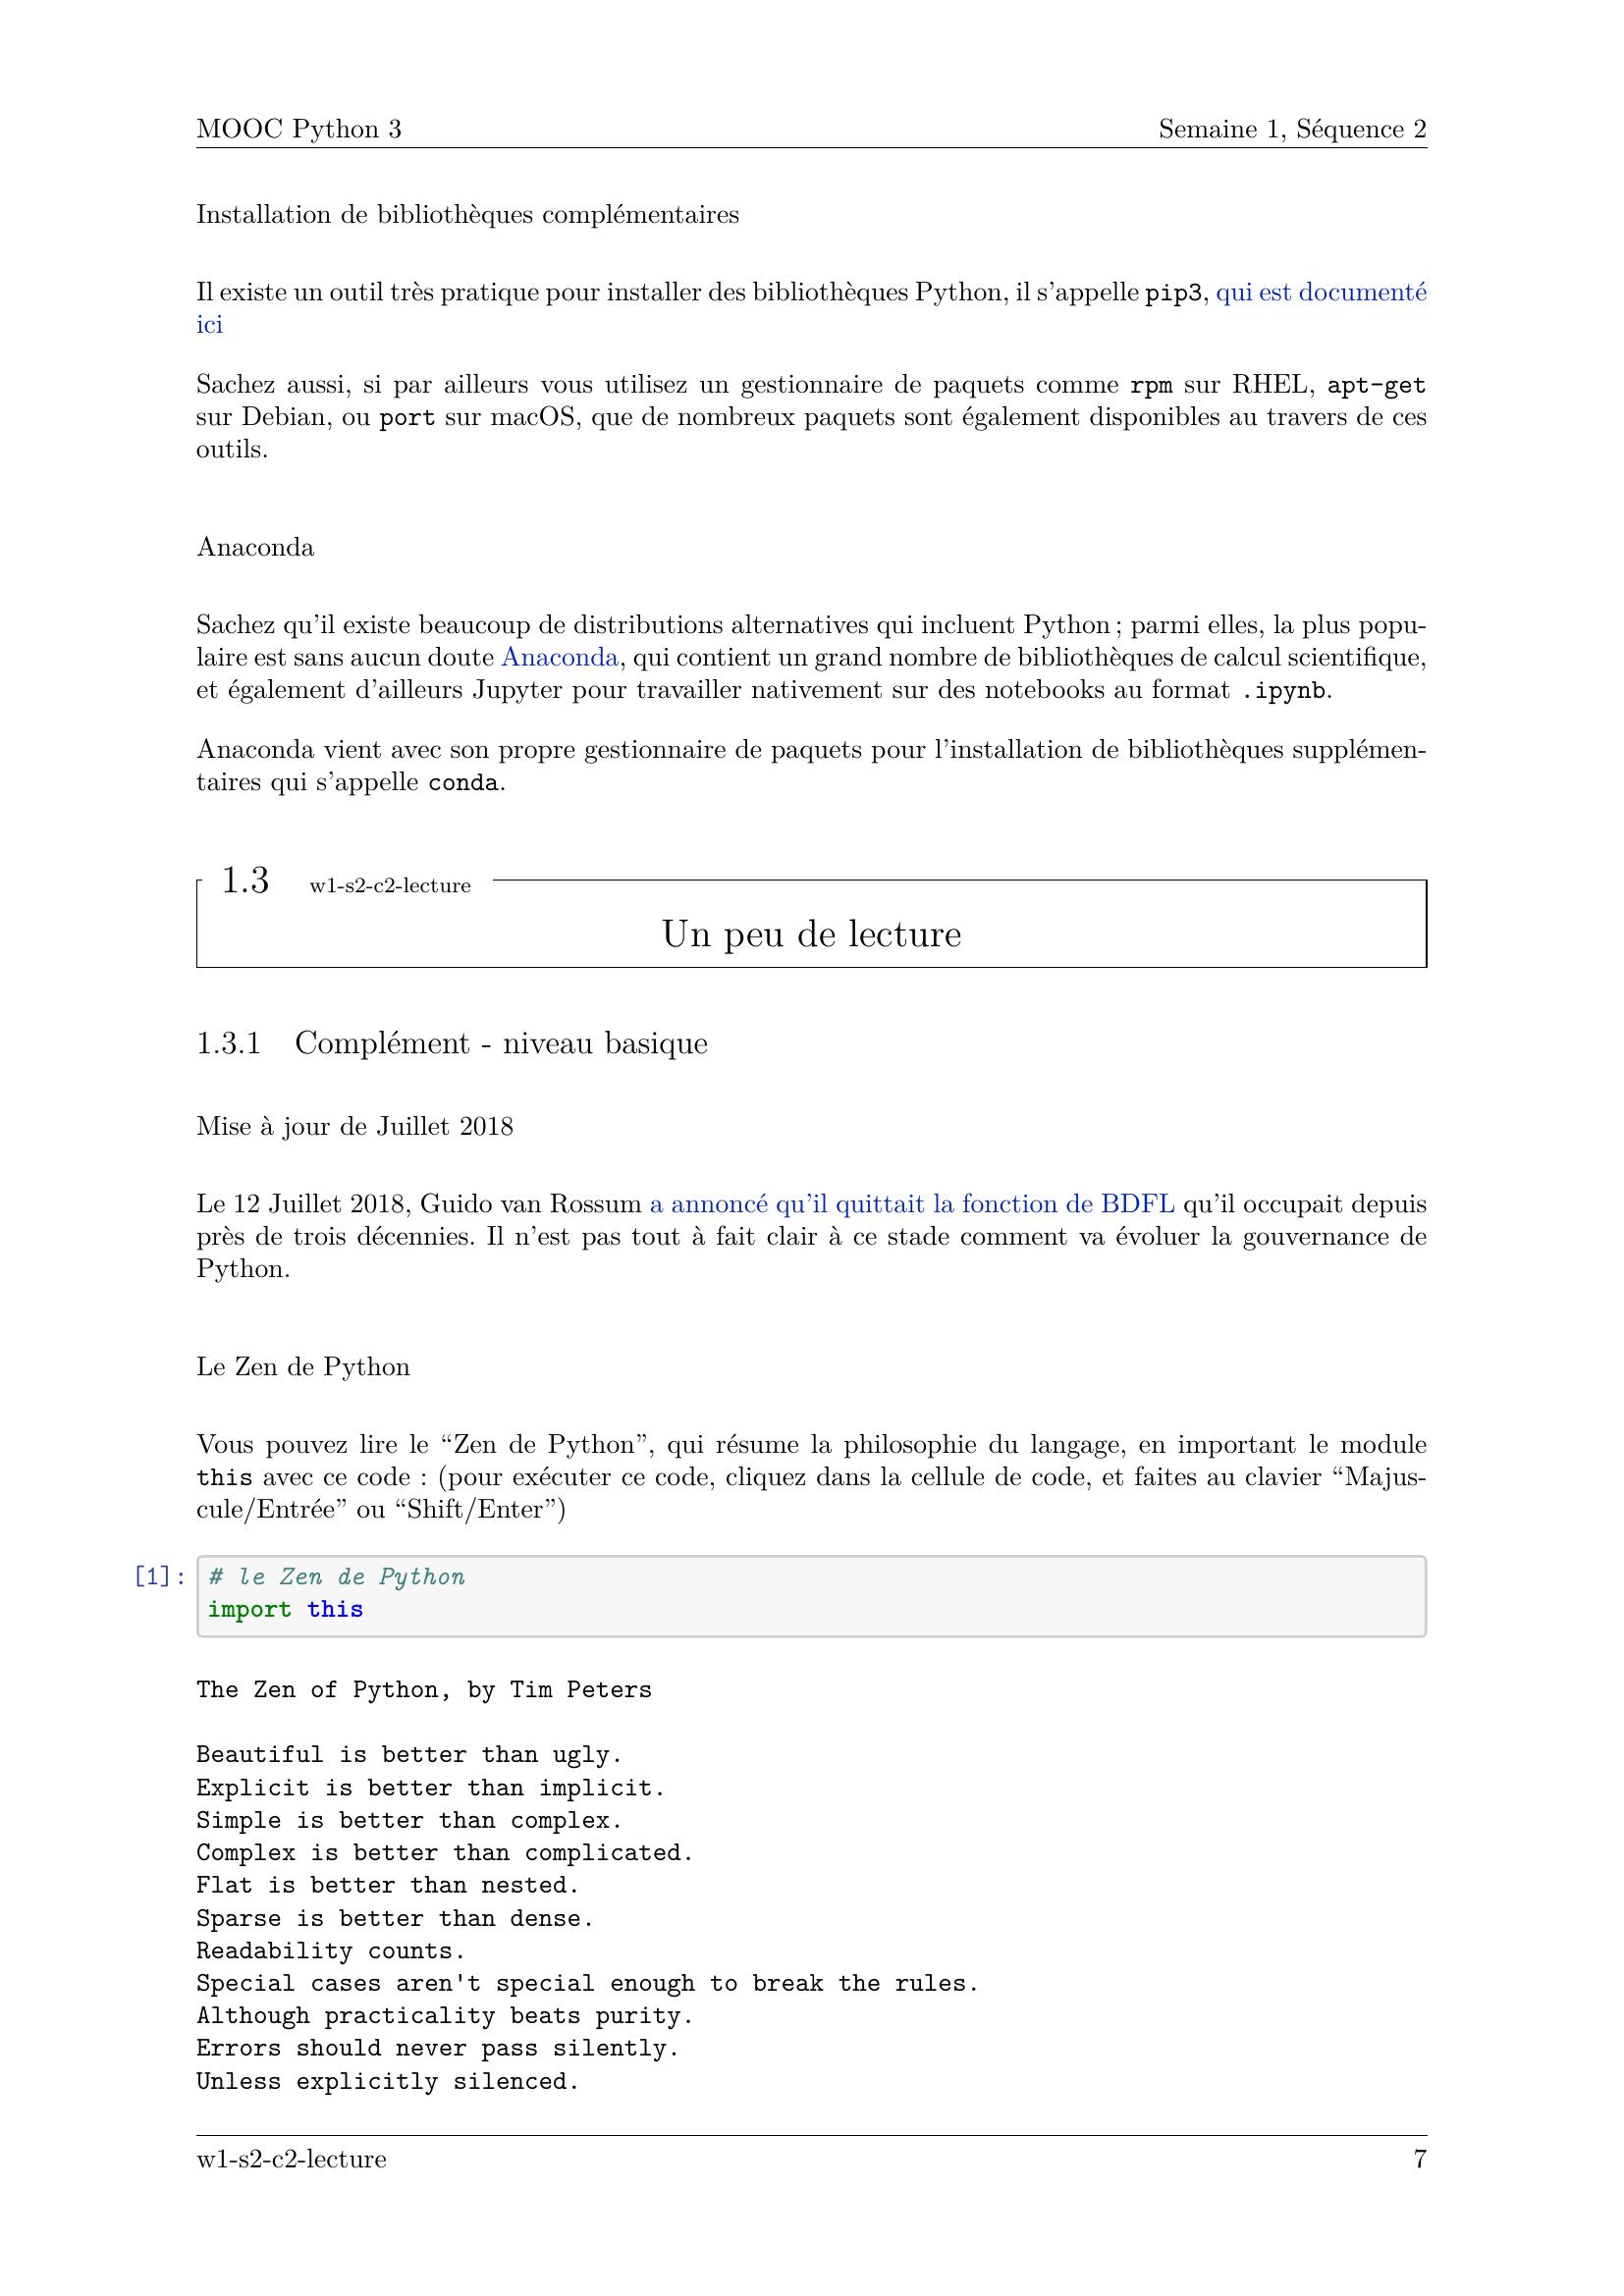 MOOC Python 3
Semaine 1, Séquence 2
Installation de bibliothèques complémentaires
Il existe un outil très pratique pour installer des bibliothèques Python, il s'appelle pip3, qui est documenté
ici
Sachez aussi, si par ailleurs vous utilisez un gestionnaire de paquets comme rpm sur RHEL, apt-get
sur Debian, ou port sur macOS, que de nombreux paquets sont également disponibles au travers de ces
outils.
Anaconda
Sachez qu'il existe beaucoup de distributions alternatives qui incluent Python ; parmi elles, la plus popu-
laire est sans aucun doute Anaconda, qui contient un grand nombre de bibliothèques de calcul scientifique,
et également d'ailleurs Jupyter pour travailler nativement sur des notebooks au format .ipynb.
Anaconda vient avec son propre gestionnaire de paquets pour l'installation de bibliothèques supplémen-
taires qui s'appelle conda.
1.3 w1-s2-c2-lecture
Un peu de lecture
1.3.1 Complément - niveau basique
Mise à jour de Juillet 2018
Le 12 Juillet 2018, Guido van Rossum a annoncé qu'il quittait la fonction de BDFL qu'il occupait depuis
près de trois décennies. Il n'est pas tout à fait clair à ce stade comment va évoluer la gouvernance de
Python.
Le Zen de Python
Vous pouvez lire le “Zen de Python”, qui résume la philosophie du langage, en important le module
this avec ce code : (pour exécuter ce code, cliquez dans la cellule de code, et faites au clavier “Majus-
cule/Entrée” ou “Shift/Enter”)
[1]: # le Zen de Python
import this
The Zen of Python, by Tim Peters
Beautiful is better than ugly.
Explicit is better than implicit.
Simple is better than complex.
Complex is better than complicated.
Flat is better than nested.
Sparse is better than dense.
Readability counts.
Special cases aren't special enough to break the rules.
Although practicality beats purity.
Errors should never pass silently.
Unless explicitly silenced.
w1-s2-c2-lecture
7